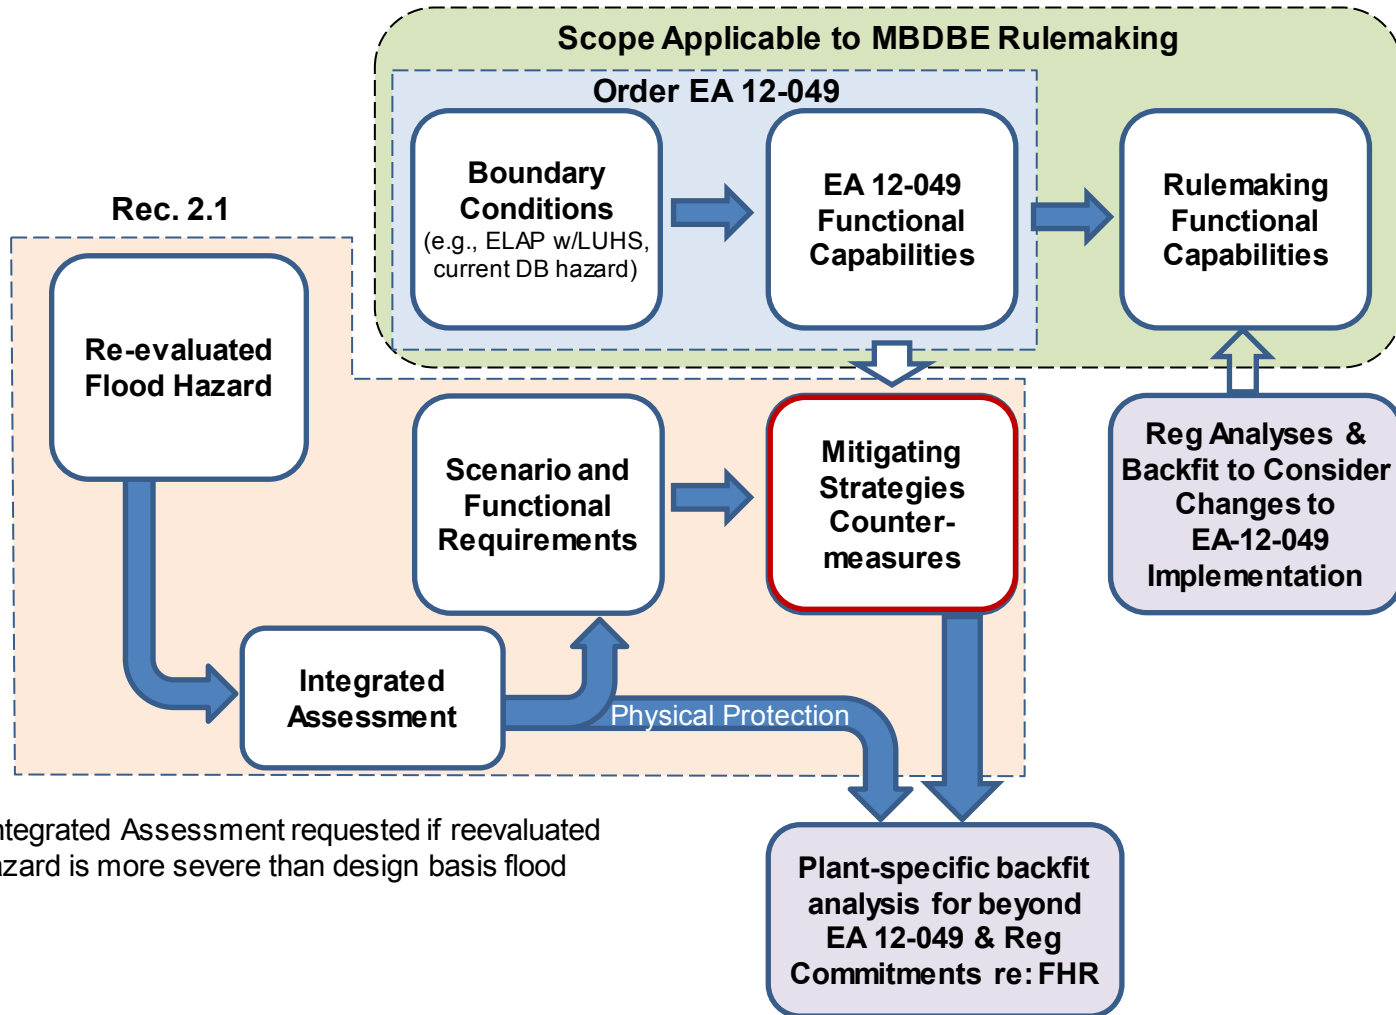 Scope Applicable to MBDBE Rulemaking
Order EA 12-049
Boundary
Conditions
(e.g., ELAP w/LUHS,
current DB hazard)
EA 12-049
Functional
Capabilities
Rulemaking
Functional
Capabilities
Rec. 2.1
Re-evaluated
Flood Hazard
Scenario and
Functional
Requirements
Mitigating
Strategies
Counter-
measures
Reg Analyses &
Backfit to Consider
Changes to
EA-12-049
Implementation
Integrated
Assessment
Physical Protection
ntegrated Assessment requested if reevaluated
azard is more severe than design basis flood
Plant-specific backfit
analysis for beyond
EA 12-049 & Reg
Commitments re: FHR